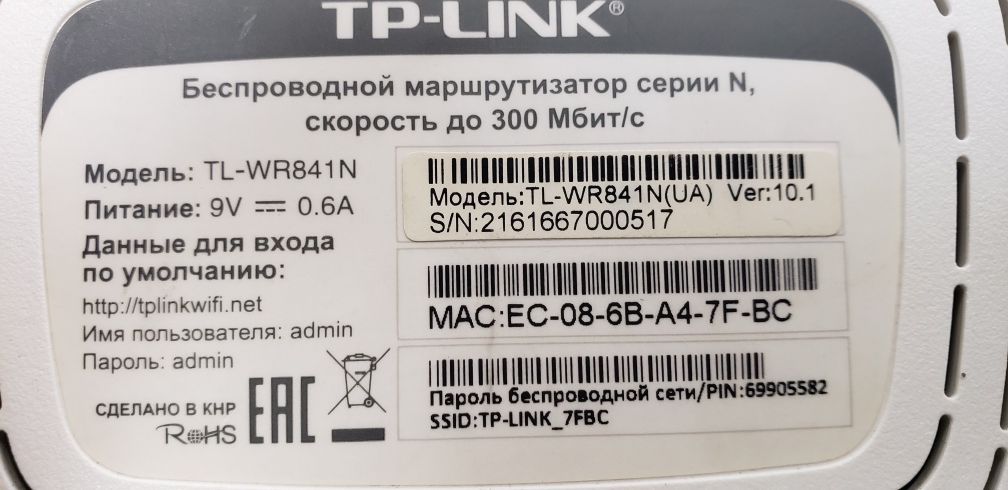 TP-LINK®
Беспроводной маршрутизатор серии N,
скорость до 300 Мбит/с
Модель: TL-WR841N
Питание: 9V ⎓ 0.6A
Данные для входа
по умолчанию:
http://tplinkwifi.net
Имя пользователя: admin
Пароль: admin
СДЕЛАНО В КНР
RoHS
EAC
Модель:TL-WR841N(UA) Ver:10.1
S/N:2161667000517
MAC:EC-08-6B-A4-7F-BC
Пароль беспроводной сети/PIN:69905582
SSID:TP-LINK_7FBC